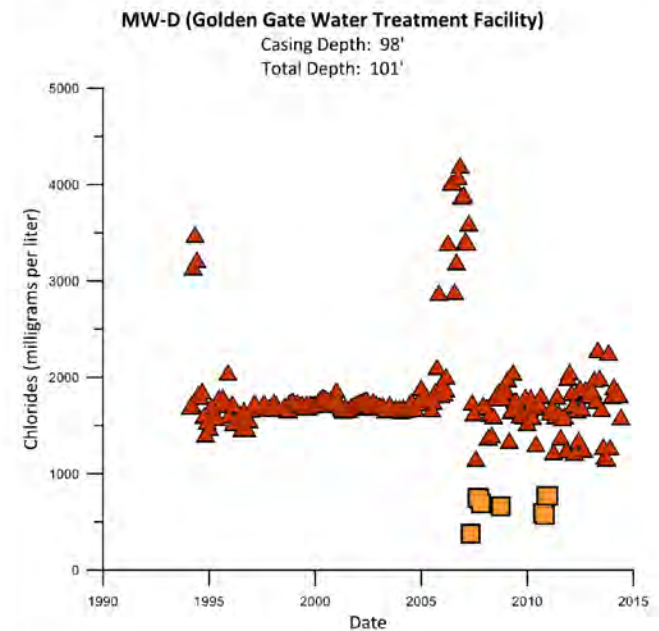 MW-D (Golden Gate Water Treatment Facility)
Casing Depth: 98'
Total Depth: 101'
5000
4000
3000
2000
1000
0
Chlorides (milligrams per liter)
1990
1995
2000
2005
2010
2015
Date